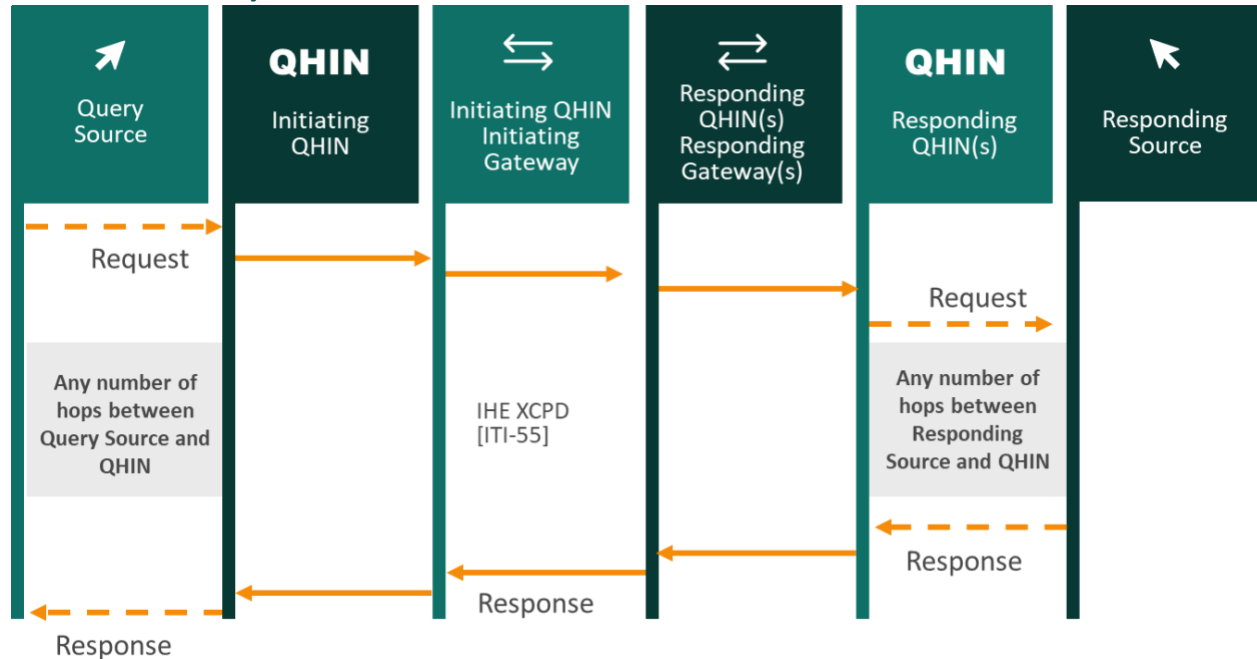 Query
Source
QHIN
Initiating
QHIN
Initiating QHIN
Initiating
Gateway
Responding
QHIN(s)
Responding
Gateway(s)
QHIN
Responding
QHIN(s)
Responding
Source
Request
Request
Any number of
hops between
Query Source and
QHIN
IHE XCPD
[ITI-55]
Any number of
hops between
Responding
Source and QHIN
Response
Response
Response